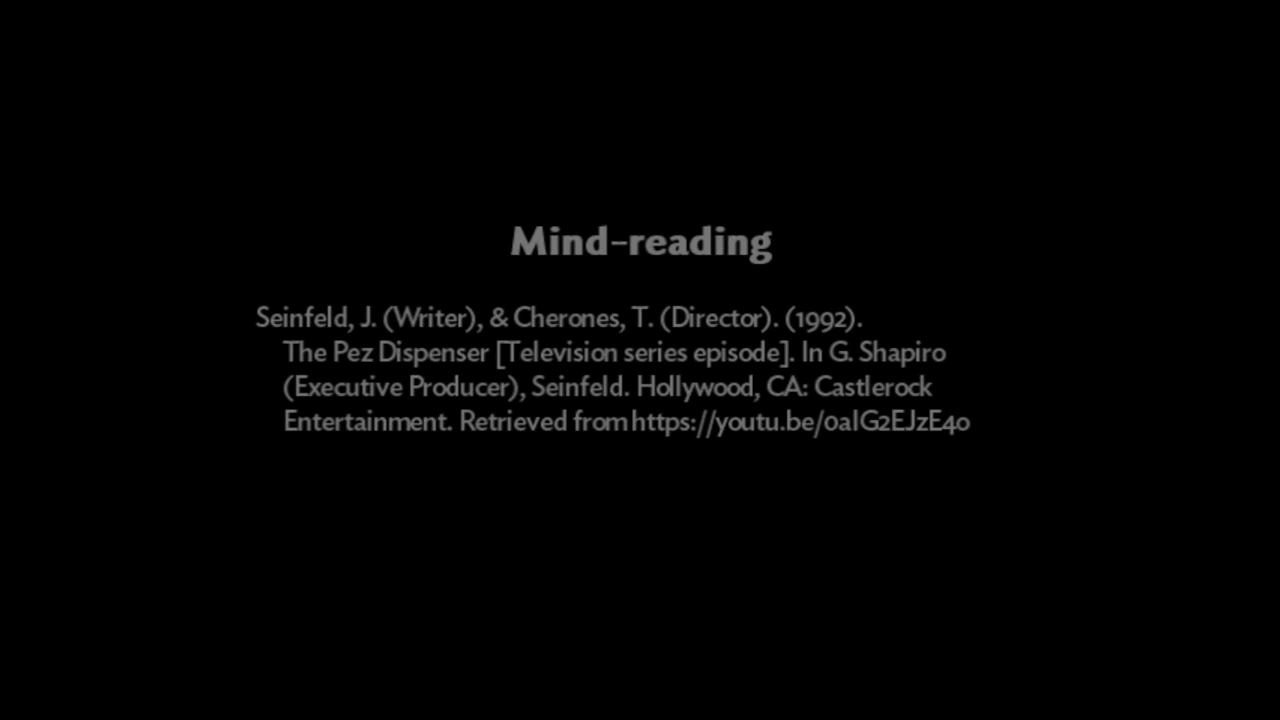 Mind-reading
Seinfeld, J. (Writer), & Cherones, T. (Director). (1992).
The Pez Dispenser [Television series episode]. In G. Shapiro
(Executive Producer), Seinfeld. Hollywood, CA: Castlerock
Entertainment. Retrieved from https://youtu.be/0alG2EJzE40